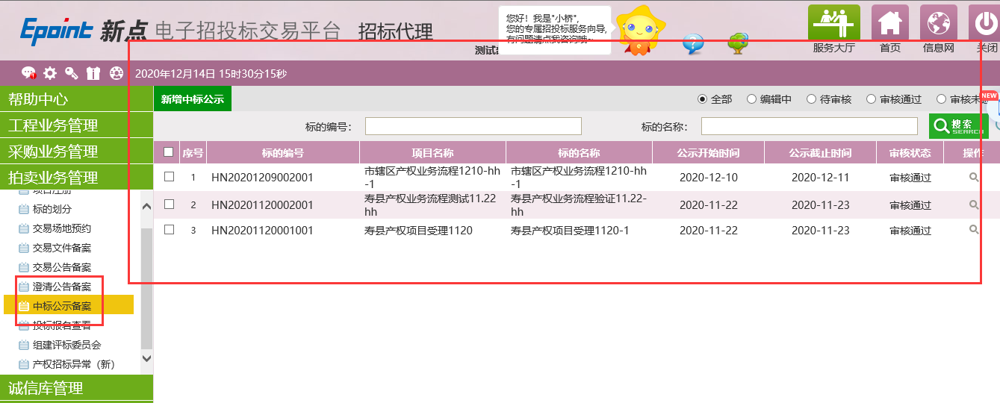 Epoint 新点 电子招投标交易平台 招标代理
您好！我是"小桥",
您的专属招投标服务向导,
有问题请点我咨询哦~
服务大厅 首页 信息网 关闭
2020年12月14日 15时30分15秒
帮助中心
工程业务管理
采购业务管理
拍卖业务管理
项目注册
标的划分
交易场地预约
交易文件备案
交易公告备案
澄清公告备案
中标公示备案
投标报名查看
组建评标委员会
产权招标异常（新）
诚信库管理
新增中标公示 全部 编辑中 待审核 审核通过 审核未
NEW
标的编号： 标的名称： 搜索 SEARCH
序号 标的编号 项目名称 标的名称 公示开始时间 公示截止时间 审核状态 操作
1 HN20201209002001 市辖区产权业务流程1210-hh-1 市辖区产权业务流程1210-hh-1 2020-12-10 2020-12-11 审核通过
2 HN20201120002001 寿县产权业务流程测试11.22hh 寿县产权业务流程验证11.22-hh 2020-11-22 2020-11-23 审核通过
3 HN20201120001001 寿县产权项目受理1120 寿县产权项目受理1120-1 2020-11-22 2020-11-23 审核通过